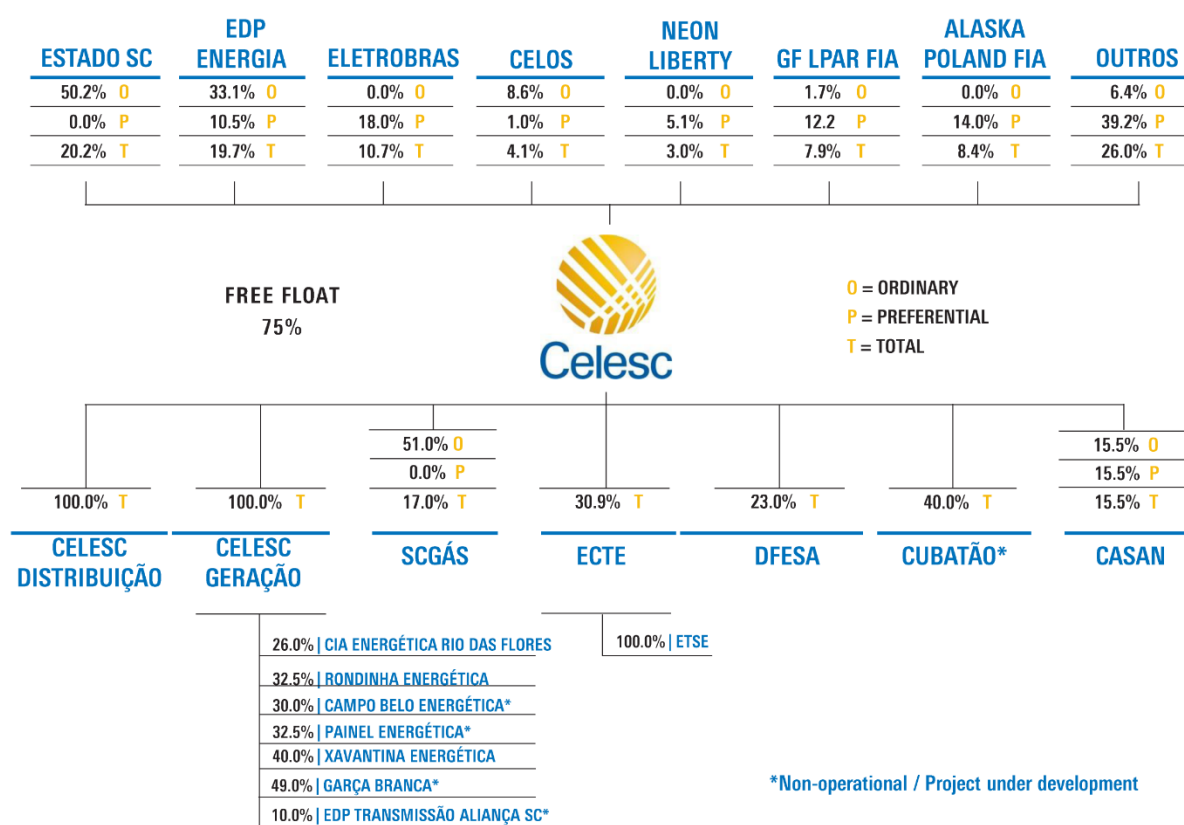 ESTADO SC
EDP
ENERGIA
ELETROBRAS
CELOS
NEON
LIBERTY
GF LPAR FIA
ALASKA
POLAND FIA
OUTROS
50.2% O
33.1% O
0.0% O
8.6% O
0.0% O
1.7% O
0.0% O
6.4% O
0.0% P
10.5% P
18.0% P
1.0% P
5.1% P
12.2 P
14.0% P
39.2% P
20.2% T
19.7% T
10.7% T
4.1% T
3.0% T
7.9% T
8.4% T
26.0% T
FREE FLOAT
75%
Celesc
O = ORDINARY
P = PREFERENTIAL
T = TOTAL
51.0% O
0.0% P
15.5% O
15.5% P
100.0% T
100.0% T
17.0% T
30.9% T
23.0% T
40.0% T
15.5% T
CELESC
DISTRIBUIÇÃO
CELESC
GERAÇÃO
SCGÁS
ECTE
DFESA
CUBATÃO*
CASAN
26.0% | CIA ENERGÉTICA RIO DAS FLORES
32.5% | RONDINHA ENERGÉTICA
30.0% | CAMPO BELO ENERGÉTICA*
32.5% | PAINEL ENERGÉTICA*
40.0% | XAVANTINA ENERGÉTICA
49.0% | GARÇA BRANCA*
10.0% | EDP TRANSMISSÃO ALIANÇA SC*
100.0% | ETSE
*Non-operational / Project under development